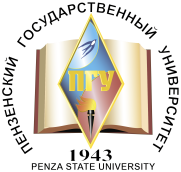 ПЕНЗЕНСКИЙ ГОСУДАРСТВЕННЫЙ УНИВЕРСИТЕТ
ПГУ
1943
PENZA STATE UNIVERSITY